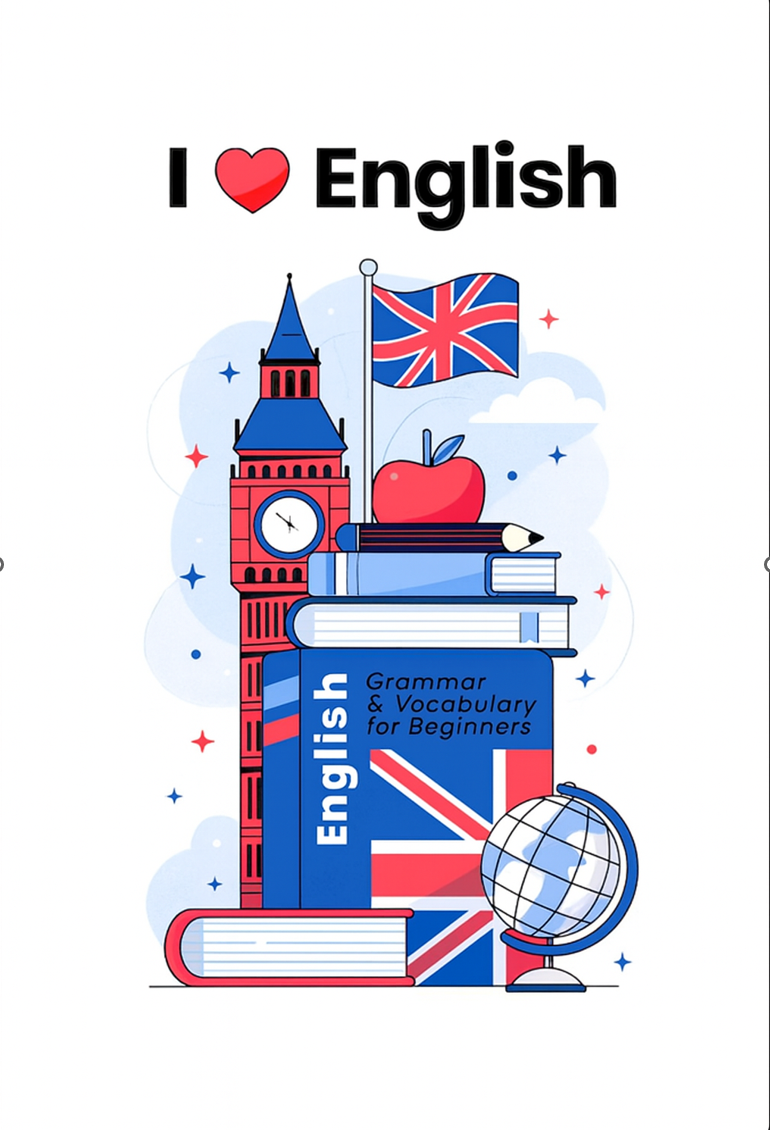 I ❤ English
English
Grammar
& Vocabulary
for Beginners